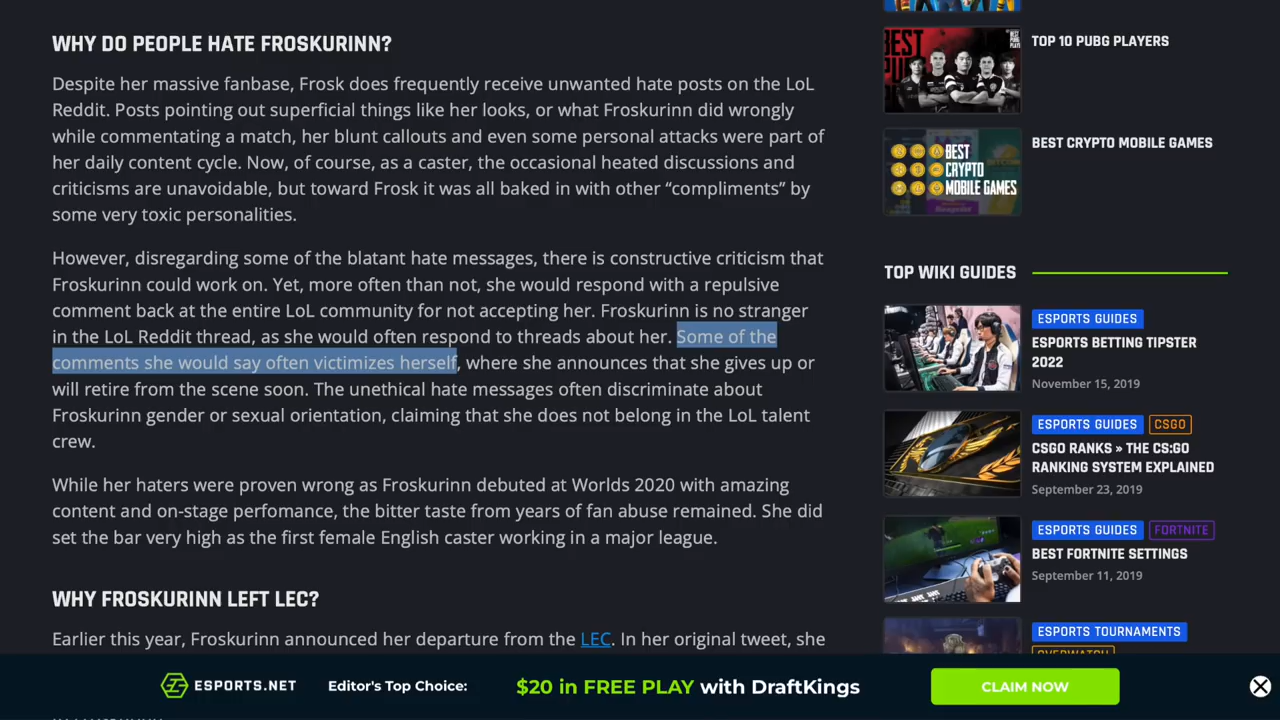 WHY DO PEOPLE HATE FROSKURINN?
Despite her massive fanbase, Frosk does frequently receive unwanted hate posts on the LoL
Reddit. Posts pointing out superficial things like her looks, or what Froskurinn did wrongly
while commentating a match, her blunt callouts and even some personal attacks were part of
her daily content cycle. Now, of course, as a caster, the occasional heated discussions and
criticisms are unavoidable, but toward Frosk it was all baked in with other “compliments” by
some very toxic personalities.
However, disregarding some of the blatant hate messages, there is constructive criticism that
Froskurinn could work on. Yet, more often than not, she would respond with a repulsive
comment back at the entire LoL community for not accepting her. Froskurinn is no stranger
in the LoL Reddit thread, as she would often respond to threads about her. Some of the
comments she would say often victimizes herself, where she announces that she gives up or
will retire from the scene soon. The unethical hate messages often discriminate about
Froskurinn gender or sexual orientation, claiming that she does not belong in the LoL talent
crew.
While her haters were proven wrong as Froskurinn debuted at Worlds 2020 with amazing
content and on-stage perfomance, the bitter taste from years of fan abuse remained. She did
set the bar very high as the first female English caster working in a major league.
WHY FROSKURINN LEFT LEC?
Earlier this year, Froskurinn announced her departure from the LEC. In her original tweet, she
TOP 10 PUBG PLAYERS
BEST
CRYPTO
MOBILE GAMES
BEST CRYPTO MOBILE GAMES
TOP WIKI GUIDES
ESPORTS GUIDES
ESPORTS BETTING TIPSTER
2022
November 15, 2019
ESPORTS GUIDES CSGO
CSGO RANKS » THE CS:GO
RANKING SYSTEM EXPLAINED
September 23, 2019
ESPORTS GUIDES FORTNITE
BEST FORTNITE SETTINGS
September 11, 2019
ESPORTS TOURNAMENTS
OVERWATCH
ESPORTS.NET
Editor's Top Choice:
$20 in FREE PLAY with DraftKings
CLAIM NOW